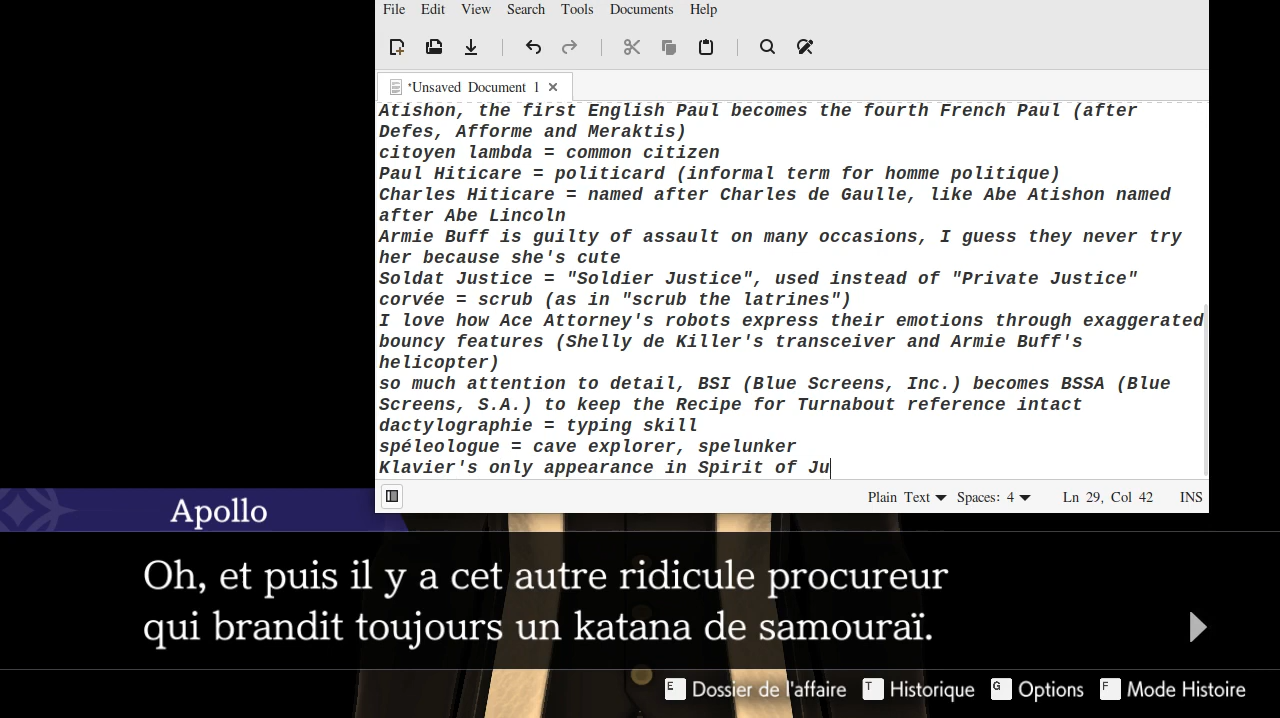 File Edit View Search Tools Documents Help
*Unsaved Document 1
Atishon, the first English Paul becomes the fourth French Paul (after
Defes, Afforme and Meraktis)
citoyen lambda = common citizen
Paul Hiticare = politicard (informal term for homme politique)
Charles Hiticare = named after Charles de Gaulle, like Abe Atishon named
after Abe Lincoln
Armie Buff is guilty of assault on many occasions, I guess they never try
her because she's cute
Soldat Justice = "Soldier Justice", used instead of "Private Justice"
corvée = scrub (as in "scrub the latrines")
I love how Ace Attorney's robots express their emotions through exaggerated
bouncy features (Shelly de Killer's transceiver and Armie Buff's
helicopter)
so much attention to detail, BSI (Blue Screens, Inc.) becomes BSSA (Blue
Screens, S.A.) to keep the Recipe for Turnabout reference intact
dactylographie = typing skill
spéleologue = cave explorer, spelunker
Klavier's only appearance in Spirit of Ju
Plain Text Spaces: 4 Ln 29, Col 42 INS
Apollo
Oh, et puis il y a cet autre ridicule procureur
qui brandit toujours un katana de samouraï.
E Dossier de l'affaire T Historique G Options F Mode Histoire